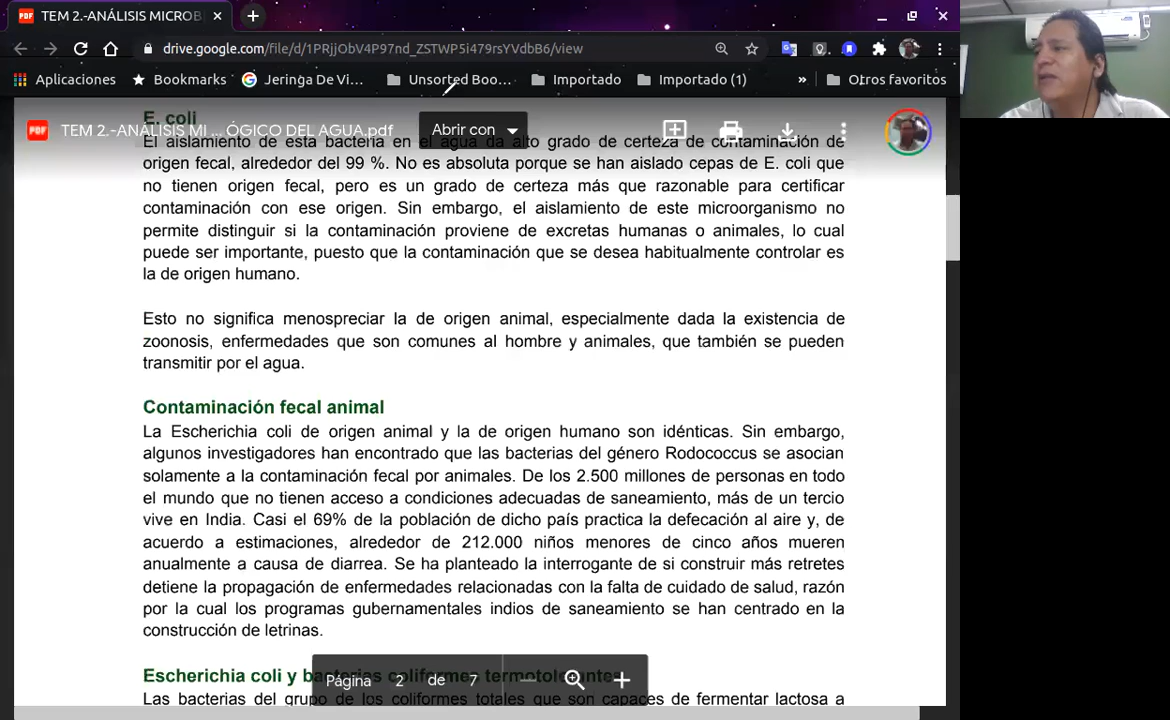 TEM 2.-ANÁLISIS MICROB
drive.google.com/file/d/1PRjjObV4P97nd_ZSTWPSi479rsYVdbB6/view
Aplicaciones Bookmarks Jeringa De Vi... Unsorted Boo... Importado Importado (1) » Otros favoritos
E. coli
TEM 2.-ANÁLISIS MI ... ÓGICO DEL AGUA.pdf Abrir con
El aislamiento de esta bacteria en el agua da alto grado de certeza de contaminación de
origen fecal, alrededor del 99 %. No es absoluta porque se han aislado cepas de E. coli que
no tienen origen fecal, pero es un grado de certeza más que razonable para certificar
contaminación con ese origen. Sin embargo, el aislamiento de este microorganismo no
permite distinguir si la contaminación proviene de excretas humanas o animales, lo cual
puede ser importante, puesto que la contaminación que se desea habitualmente controlar es
la de origen humano.
Esto no significa menospreciar la de origen animal, especialmente dada la existencia de
zoonosis, enfermedades que son comunes al hombre y animales, que también se pueden
transmitir por el agua.
Contaminación fecal animal
La Escherichia coli de origen animal y la de origen humano son idénticas. Sin embargo,
algunos investigadores han encontrado que las bacterias del género Rodococcus se asocian
solamente a la contaminación fecal por animales. De los 2.500 millones de personas en todo
el mundo que no tienen acceso a condiciones adecuadas de saneamiento, más de un tercio
vive en India. Casi el 69% de la población de dicho país practica la defecación al aire y, de
acuerdo a estimaciones, alrededor de 212.000 niños menores de cinco años mueren
anualmente a causa de diarrea. Se ha planteado la interrogante de si construir más retretes
detiene la propagación de enfermedades relacionadas con la falta de cuidado de salud, razón
por la cual los programas gubernamentales indios de saneamiento se han centrado en la
construcción de letrinas.
Escherichia coli y bacterias coliformes termotolerante
Página 2 de 7
Las bacterias del grupo de los coliformes totales que son capaces de fermentar lactosa a